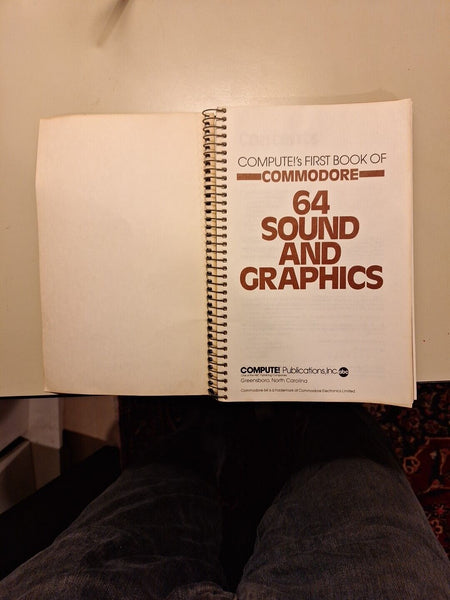 COMPUTE!'s FIRST BOOK OF
COMMODORE
64
SOUND
AND
GRAPHICS
COMPUTE! Publications,Inc. abc
Greensboro, North Carolina
Commodore 64 is a trademark of Commodore Electronics Limited